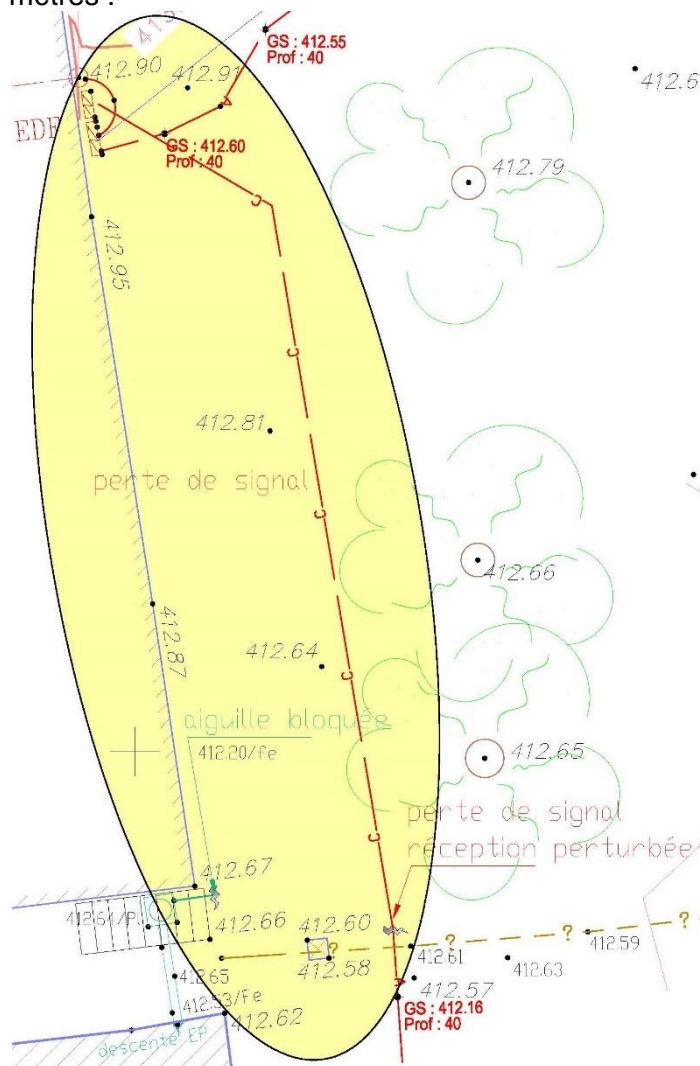 mètres :
GS : 412.55
Prof : 40
412.90
412.91
412.6
EDF
GS : 412.60
Prof : 40
C
412.79
412.95
C
412.81
perte de signal
C
412.66
412.87
412.64
C
aiguille bloquée
412.20/Fe
412.65
perte de signal
réception perturbée
C
412.67
412.66
412.60
?
?
?
412.59
412.58
412.61
412.63
412.65
412.57
412.53/Fe
412.62
GS : 412.16
Prof : 40
descente EP